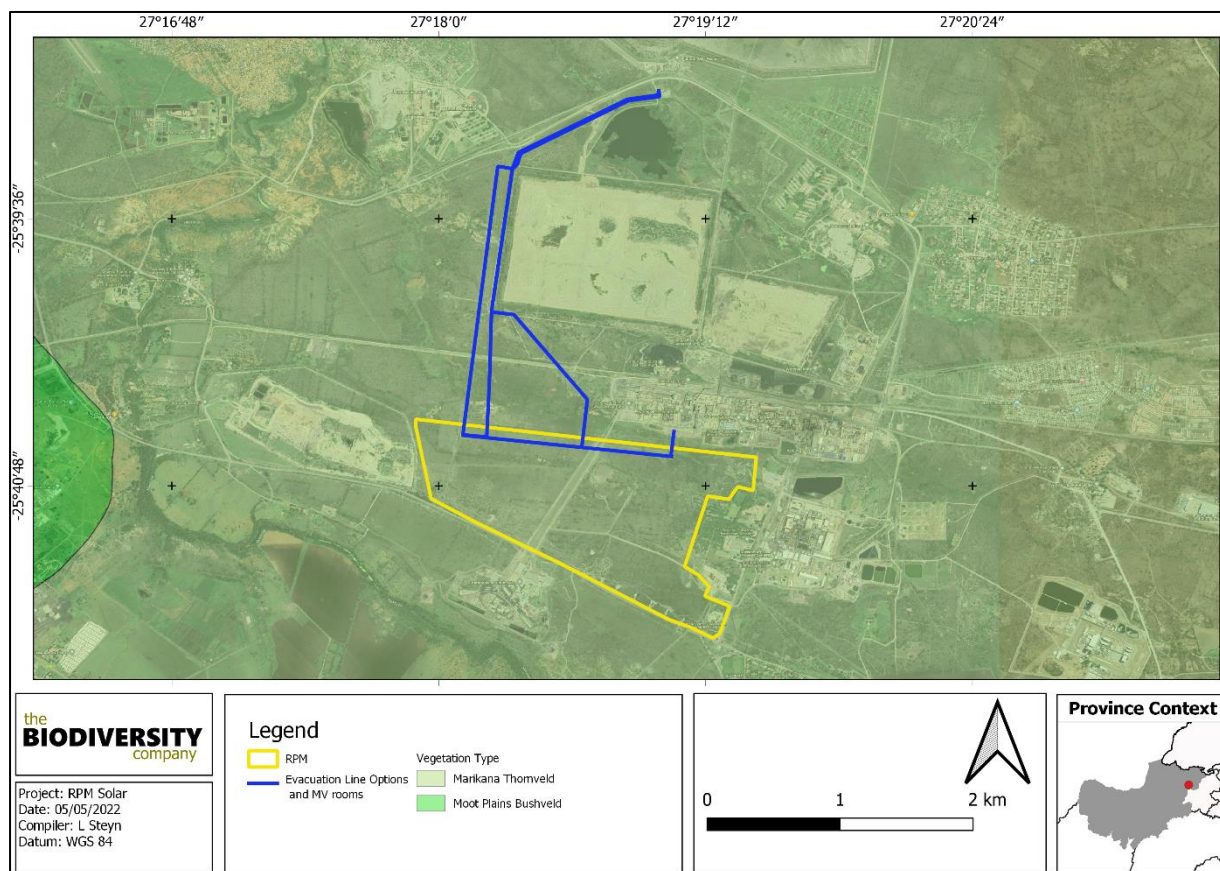 27°16′48″ 27°18′0″ 27°19′12″ 27°20′24″
-25°39′36″
-25°40′48″
the
BIODIVERSITY
company
Project: RPM Solar
Date: 05/05/2022
Compiler: L Steyn
Datum: WGS 84
Legend
RPM
Evacuation Line Options
and MV rooms
Vegetation Type
Marikana Thornveld
Moot Plains Bushveld
0 1 2 km
Province Context